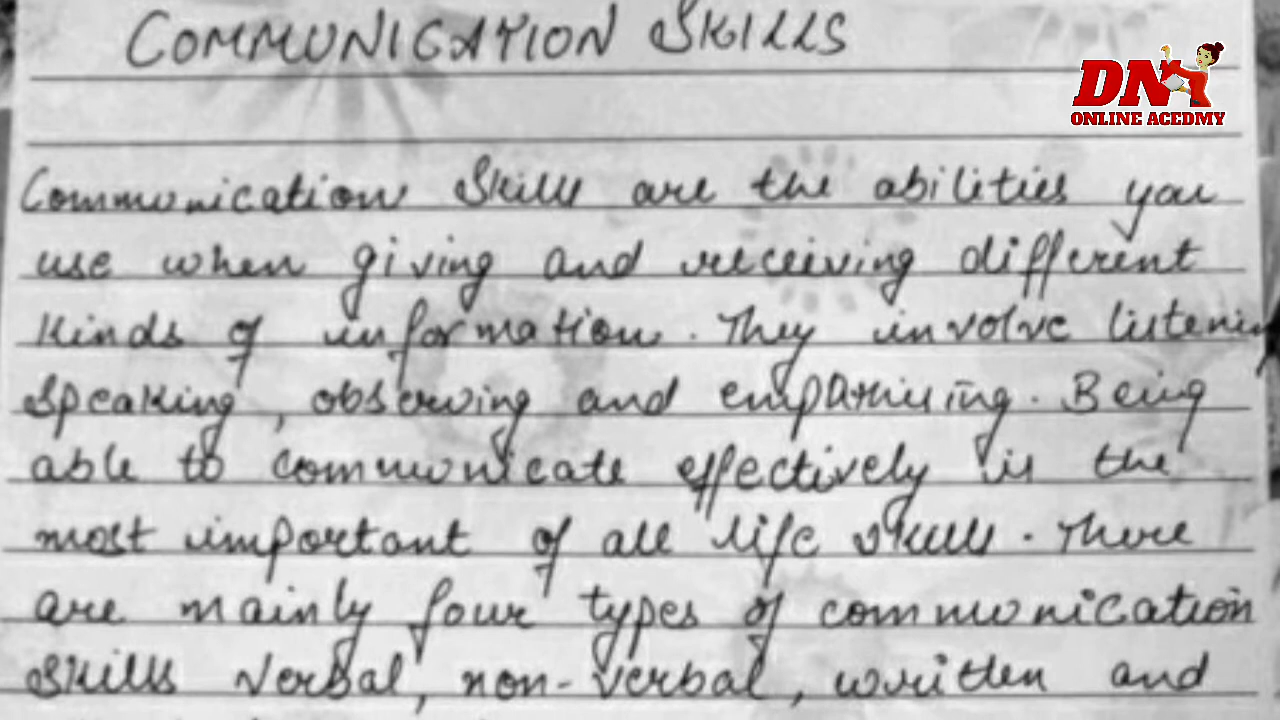 COMMUNICATION SKILLS
DN
ONLINE ACEDMY
Communication Skills are the abilities you
use when giving and receiving different
kinds of information. They involve listening
speaking, observing and empathising. Being
able to communicate effectively is the
most important of all life skills. There
are mainly four types of communication
skills verbal, non-verbal, written and